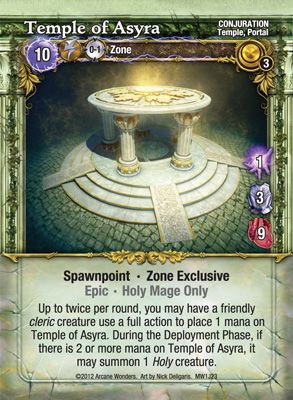 Temple of Asyra
CONJURATION
Temple, Portal
10
0-1 Zone
3
1
3
9
Spawnpoint · Zone Exclusive
Epic · Holy Mage Only
Up to twice per round, you may have a friendly
cleric creature use a full action to place 1 mana on
Temple of Asyra. During the Deployment Phase, if
there is 2 or more mana on Temple of Asyra, it
may summon 1 Holy creature.
©2012 Arcane Wonders. Art by Nick Deligaris. MW1J23